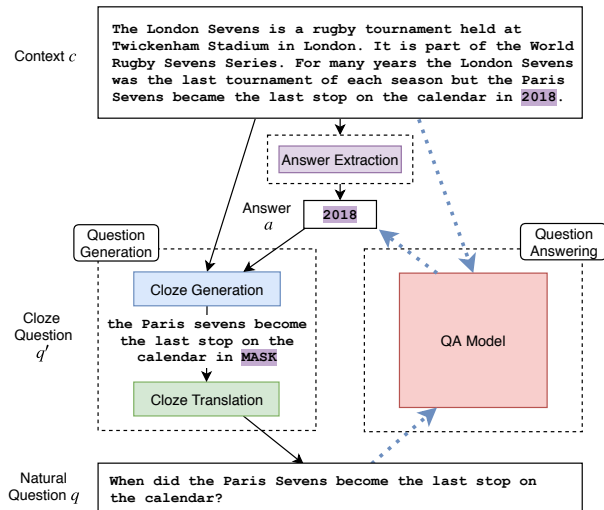 The London Sevens is a rugby tournament held at
Twickenham Stadium in London. It is part of the World
Rugby Sevens Series. For many years the London Sevens
was the last tournament of each season but the Paris
Sevens became the last stop on the calendar in 2018.
Context c
Answer Extraction
Answer
a
2018
Question
Generation
Question
Answering
Cloze Generation
Cloze
Question
q′
the Paris sevens become
the last stop on the
calendar in MASK
QA Model
Cloze Translation
Natural
Question q
When did the Paris Sevens become the last stop on
the calendar?